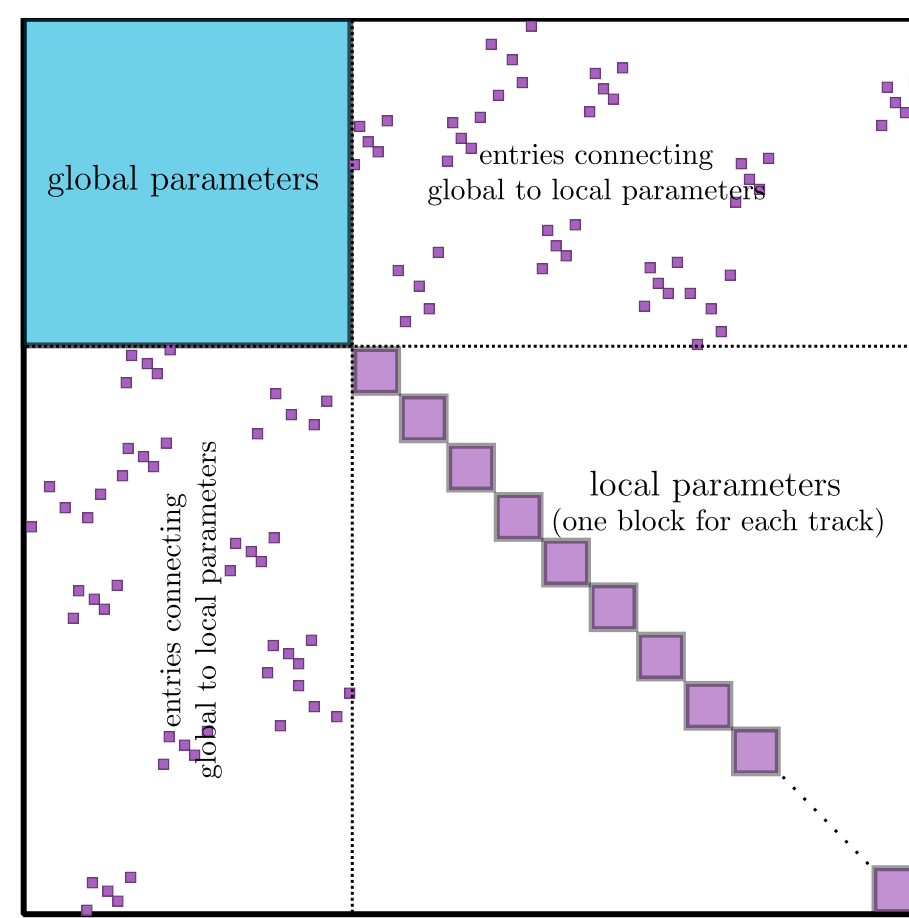 global parameters
entries connecting
global to local parameters
local parameters
(one block for each track)
entries connecting
global to local parameters